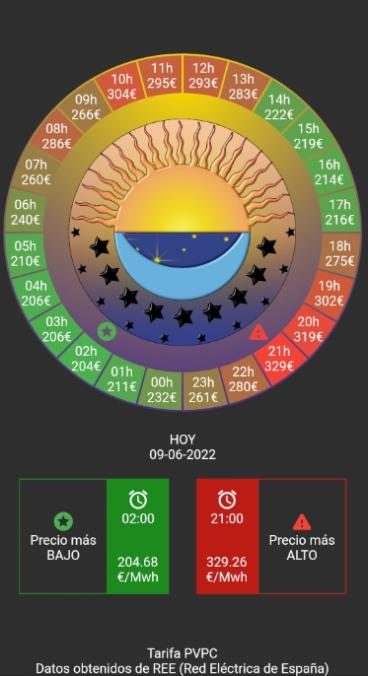 11h
295€
12h
293€
13h
283€
14h
222€
15h
219€
16h
214€
17h
216€
18h
275€
19h
302€
20h
319€
21h
329€
22h
280€
23h
261€
00h
232€
01h
211€
02h
204€
03h
206€
04h
206€
05h
210€
06h
240€
07h
260€
08h
286€
09h
266€
10h
304€
HOY
09-06-2022
Precio más
BAJO
02:00
204.68
€/Mwh
21:00
329.26
€/Mwh
Precio más
ALTO
Tarifa PVPC
Datos obtenidos de REE (Red Eléctrica de España)